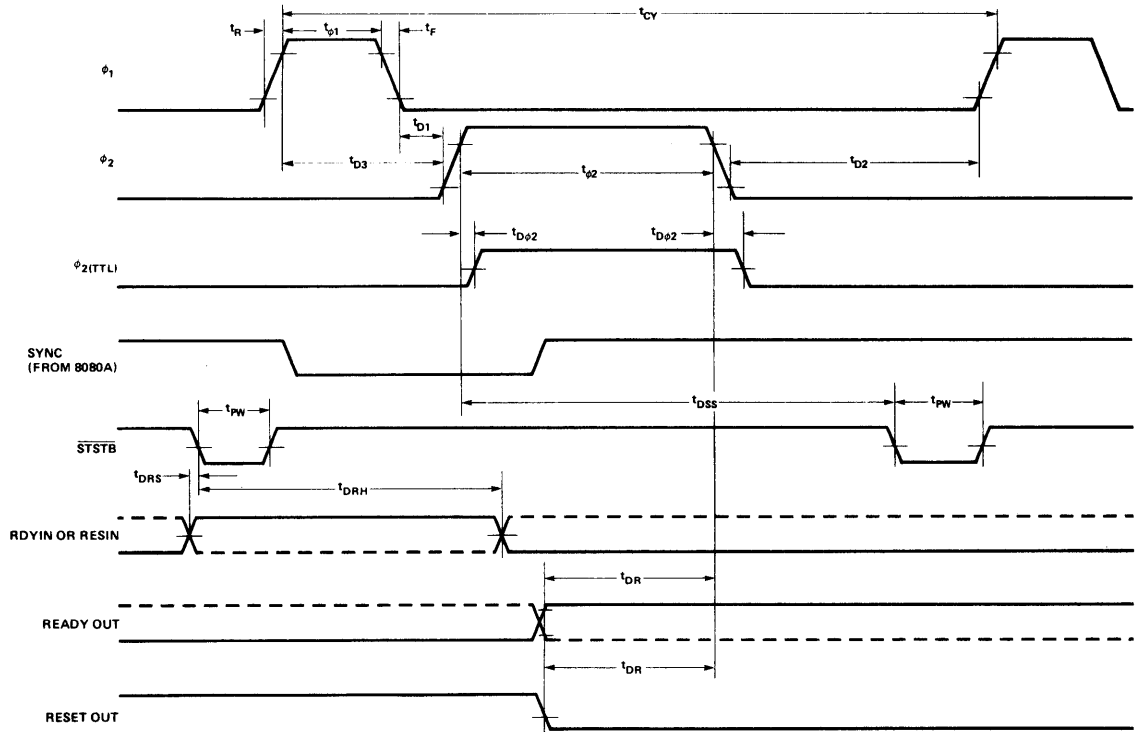 tCY
tR
tφ1
tF
φ1
tD1
φ2
tD3
tD2
tφ2
tDφ2
tDφ2
φ2(TTL)
SYNC
(FROM 8080A)
tDSS
tPW
tPW
STSTB
tDRS
tDRH
RDYIN OR RESIN
tDR
READY OUT
tDR
RESET OUT